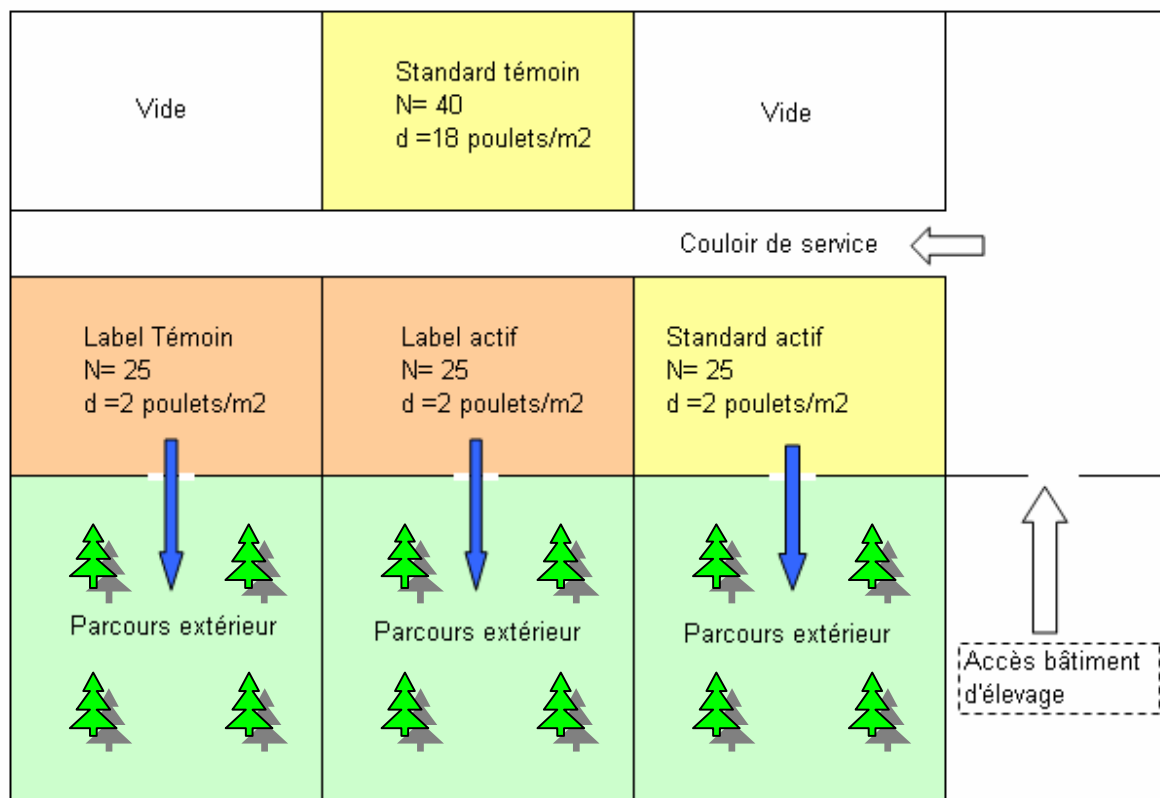 Vide
Standard témoin
N= 40
d =18 poulets/m2
Vide
Couloir de service
Label Témoin
N= 25
d =2 poulets/m2
Label actif
N= 25
d =2 poulets/m2
Standard actif
N= 25
d =2 poulets/m2
Parcours extérieur
Parcours extérieur
Parcours extérieur
Accès bâtiment
d'élevage